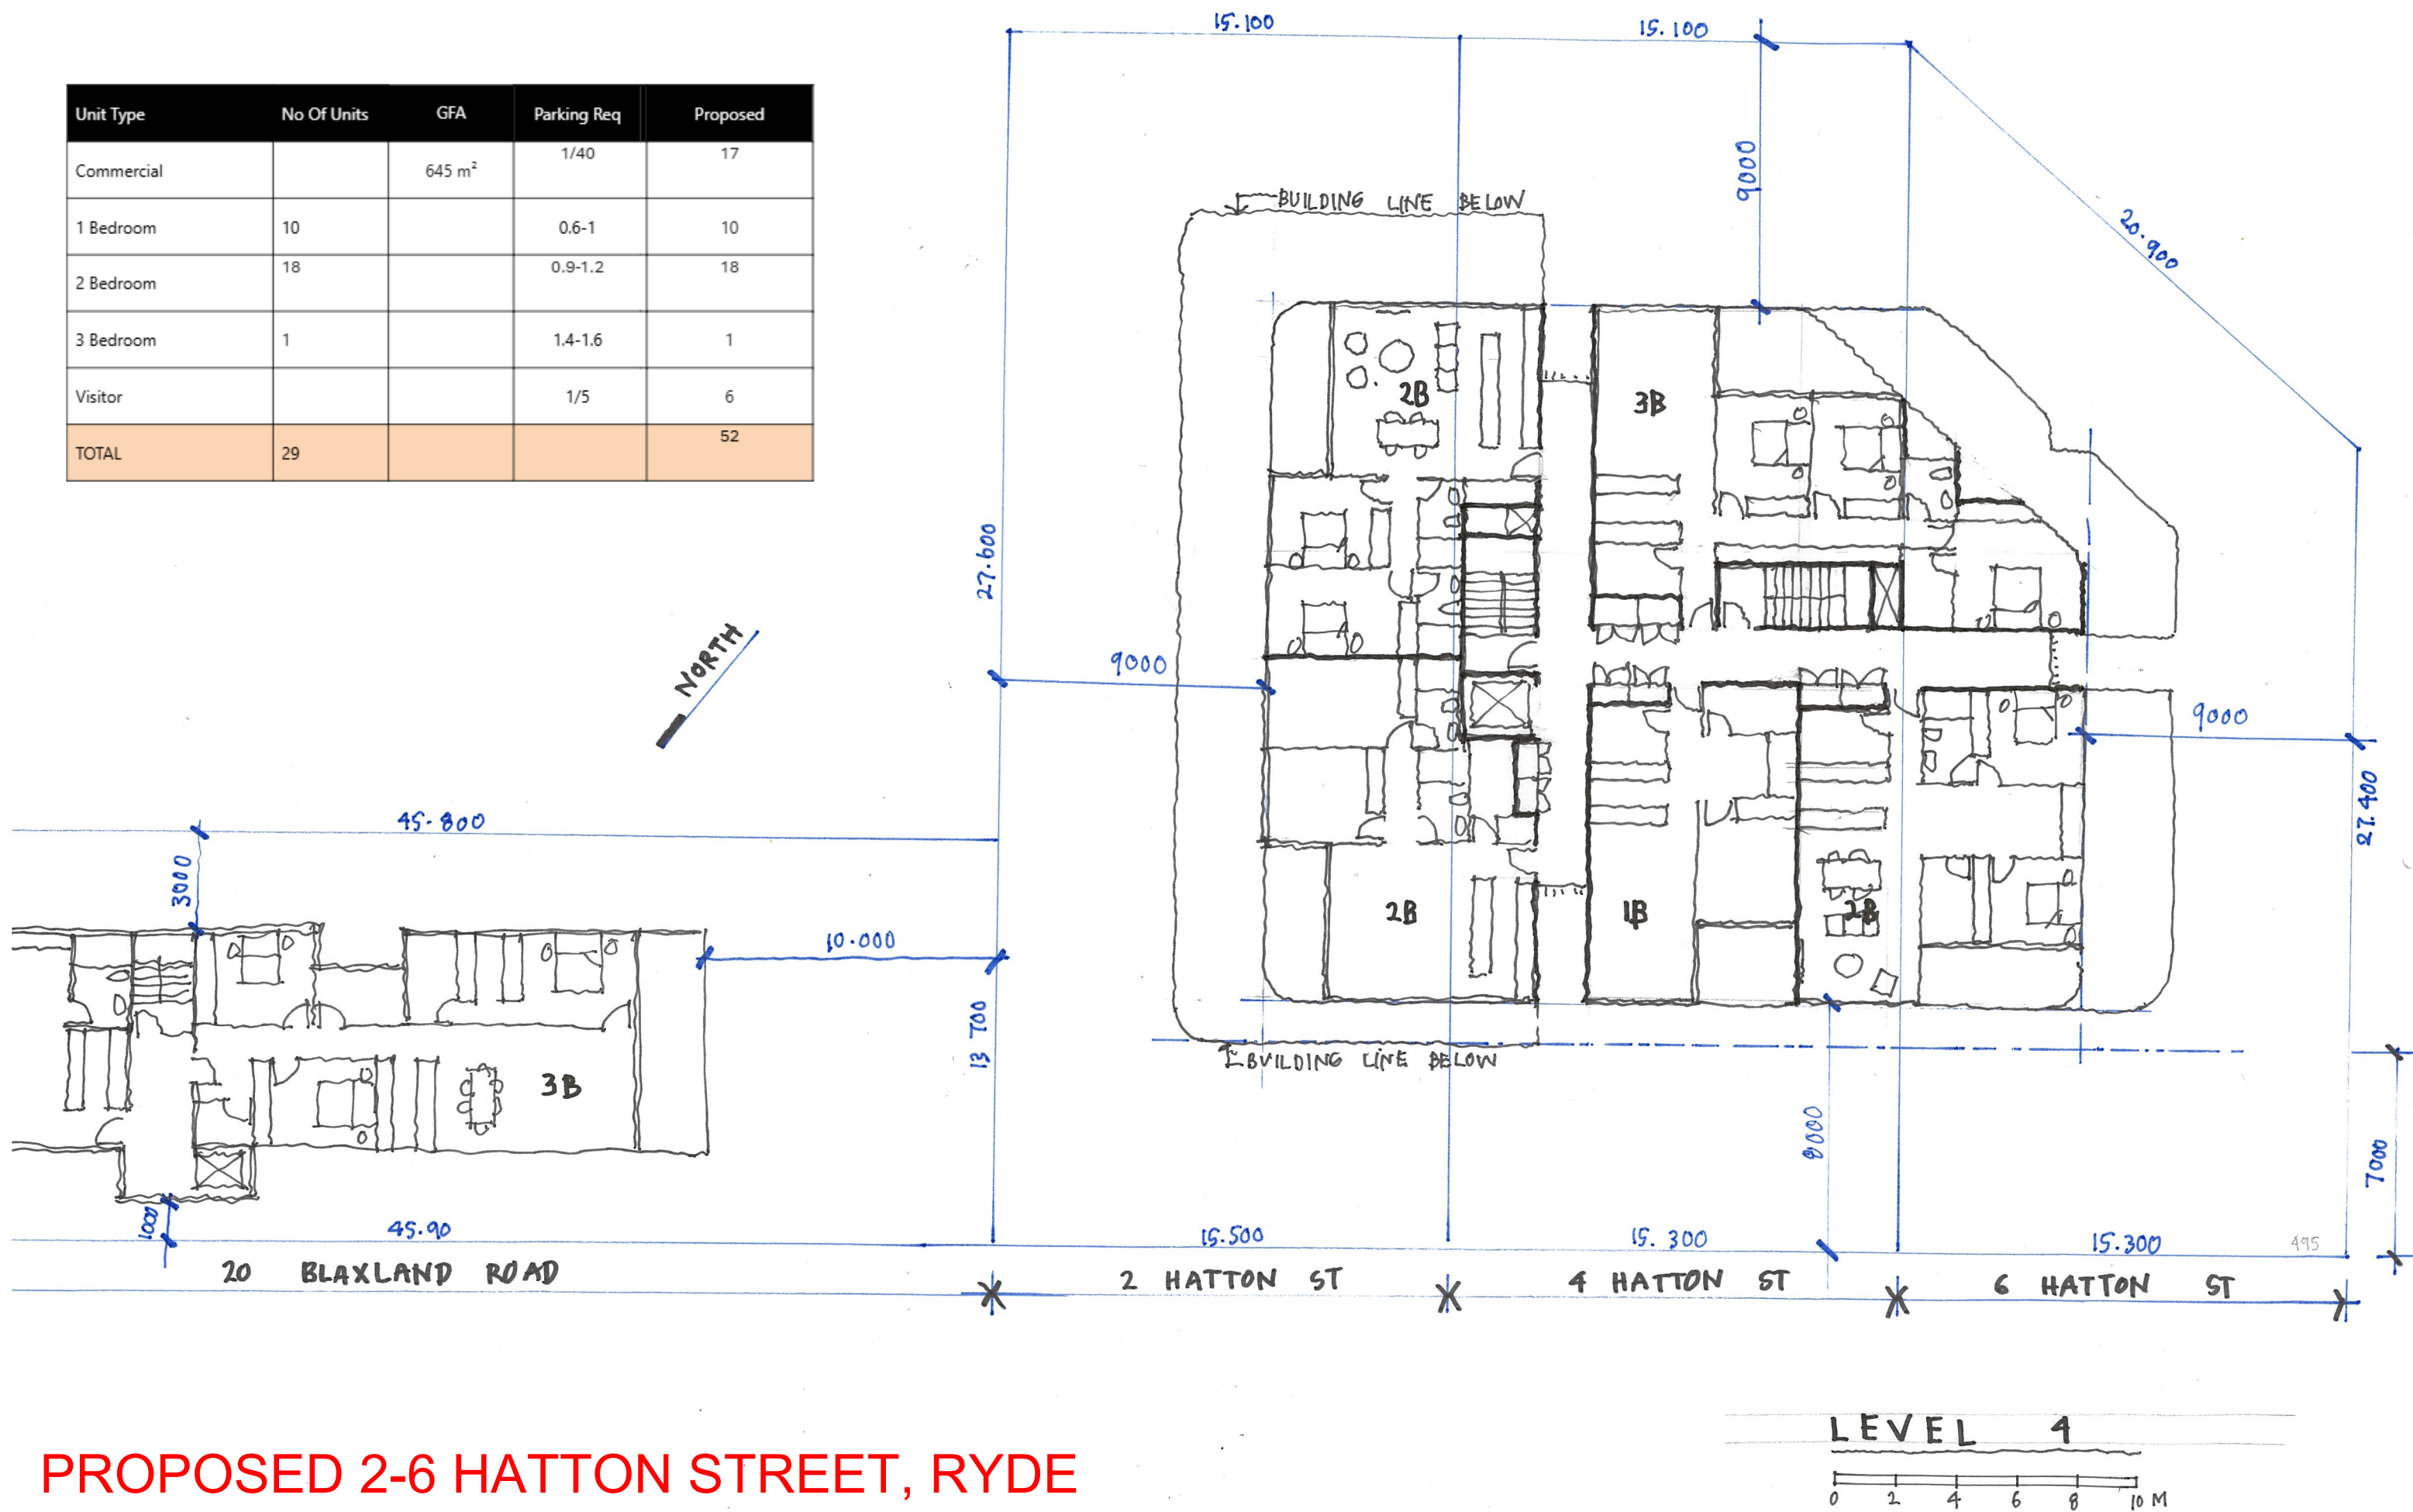 15.100
15.100
Unit Type No Of Units GFA Parking Req Proposed
Commercial 645 m² 1/40 17
1 Bedroom 10 0.6-1 10
2 Bedroom 18 0.9-1.2 18
3 Bedroom 1 1.4-1.6 1
Visitor 1/5 6
TOTAL 29 52
9000
20.900
BUILDING LINE BELOW
2B
3B
27.600
NORTH
9000
9000
45.800
27.400
3000
2B
1B
2B
10.000
13 700
3B
BUILDING LINE BELOW
8000
7000
1000
45.90
15.500
15.300
15.300
495
20 BLAXLAND ROAD
2 HATTON ST
4 HATTON ST
6 HATTON ST
LEVEL 4
0 2 4 6 8 10 M
PROPOSED 2-6 HATTON STREET, RYDE